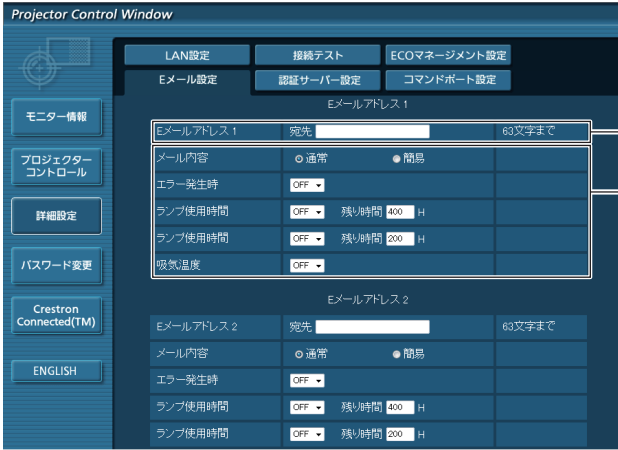 Projector Control Window
LAN設定 接続テスト ECOマネージメント設定
Eメール設定 認証サーバー設定 コマンドポート設定
モニター情報
プロジェクター
コントロール
詳細設定
パスワード変更
Crestron
Connected(TM)
ENGLISH
Eメールアドレス 1
Eメールアドレス 1 宛先 63文字まで
メール内容 通常 簡易
エラー発生時 OFF
ランプ使用時間 OFF 残り時間 400 H
ランプ使用時間 OFF 残り時間 200 H
吸気温度 OFF
Eメールアドレス 2
Eメールアドレス 2 宛先 63文字まで
メール内容 通常 簡易
エラー発生時 OFF
ランプ使用時間 OFF 残り時間 400 H
ランプ使用時間 OFF 残り時間 200 H